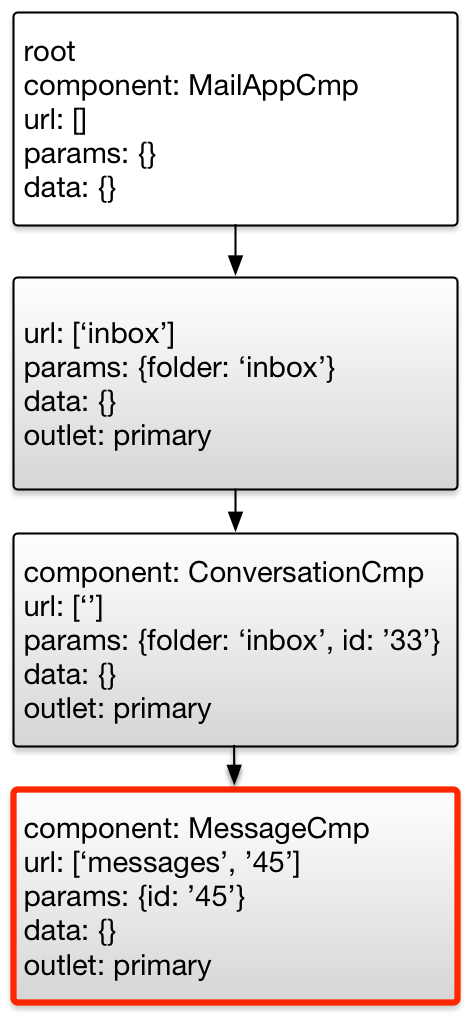 root
component: MailAppCmp
url: []
params: {}
data: {}
url: [‘inbox’]
params: {folder: ‘inbox’}
data: {}
outlet: primary
component: ConversationCmp
url: [‘’]
params: {folder: ‘inbox’, id: ’33’}
data: {}
outlet: primary
component: MessageCmp
url: [‘messages’, ’45’]
params: {id: ’45’}
data: {}
outlet: primary